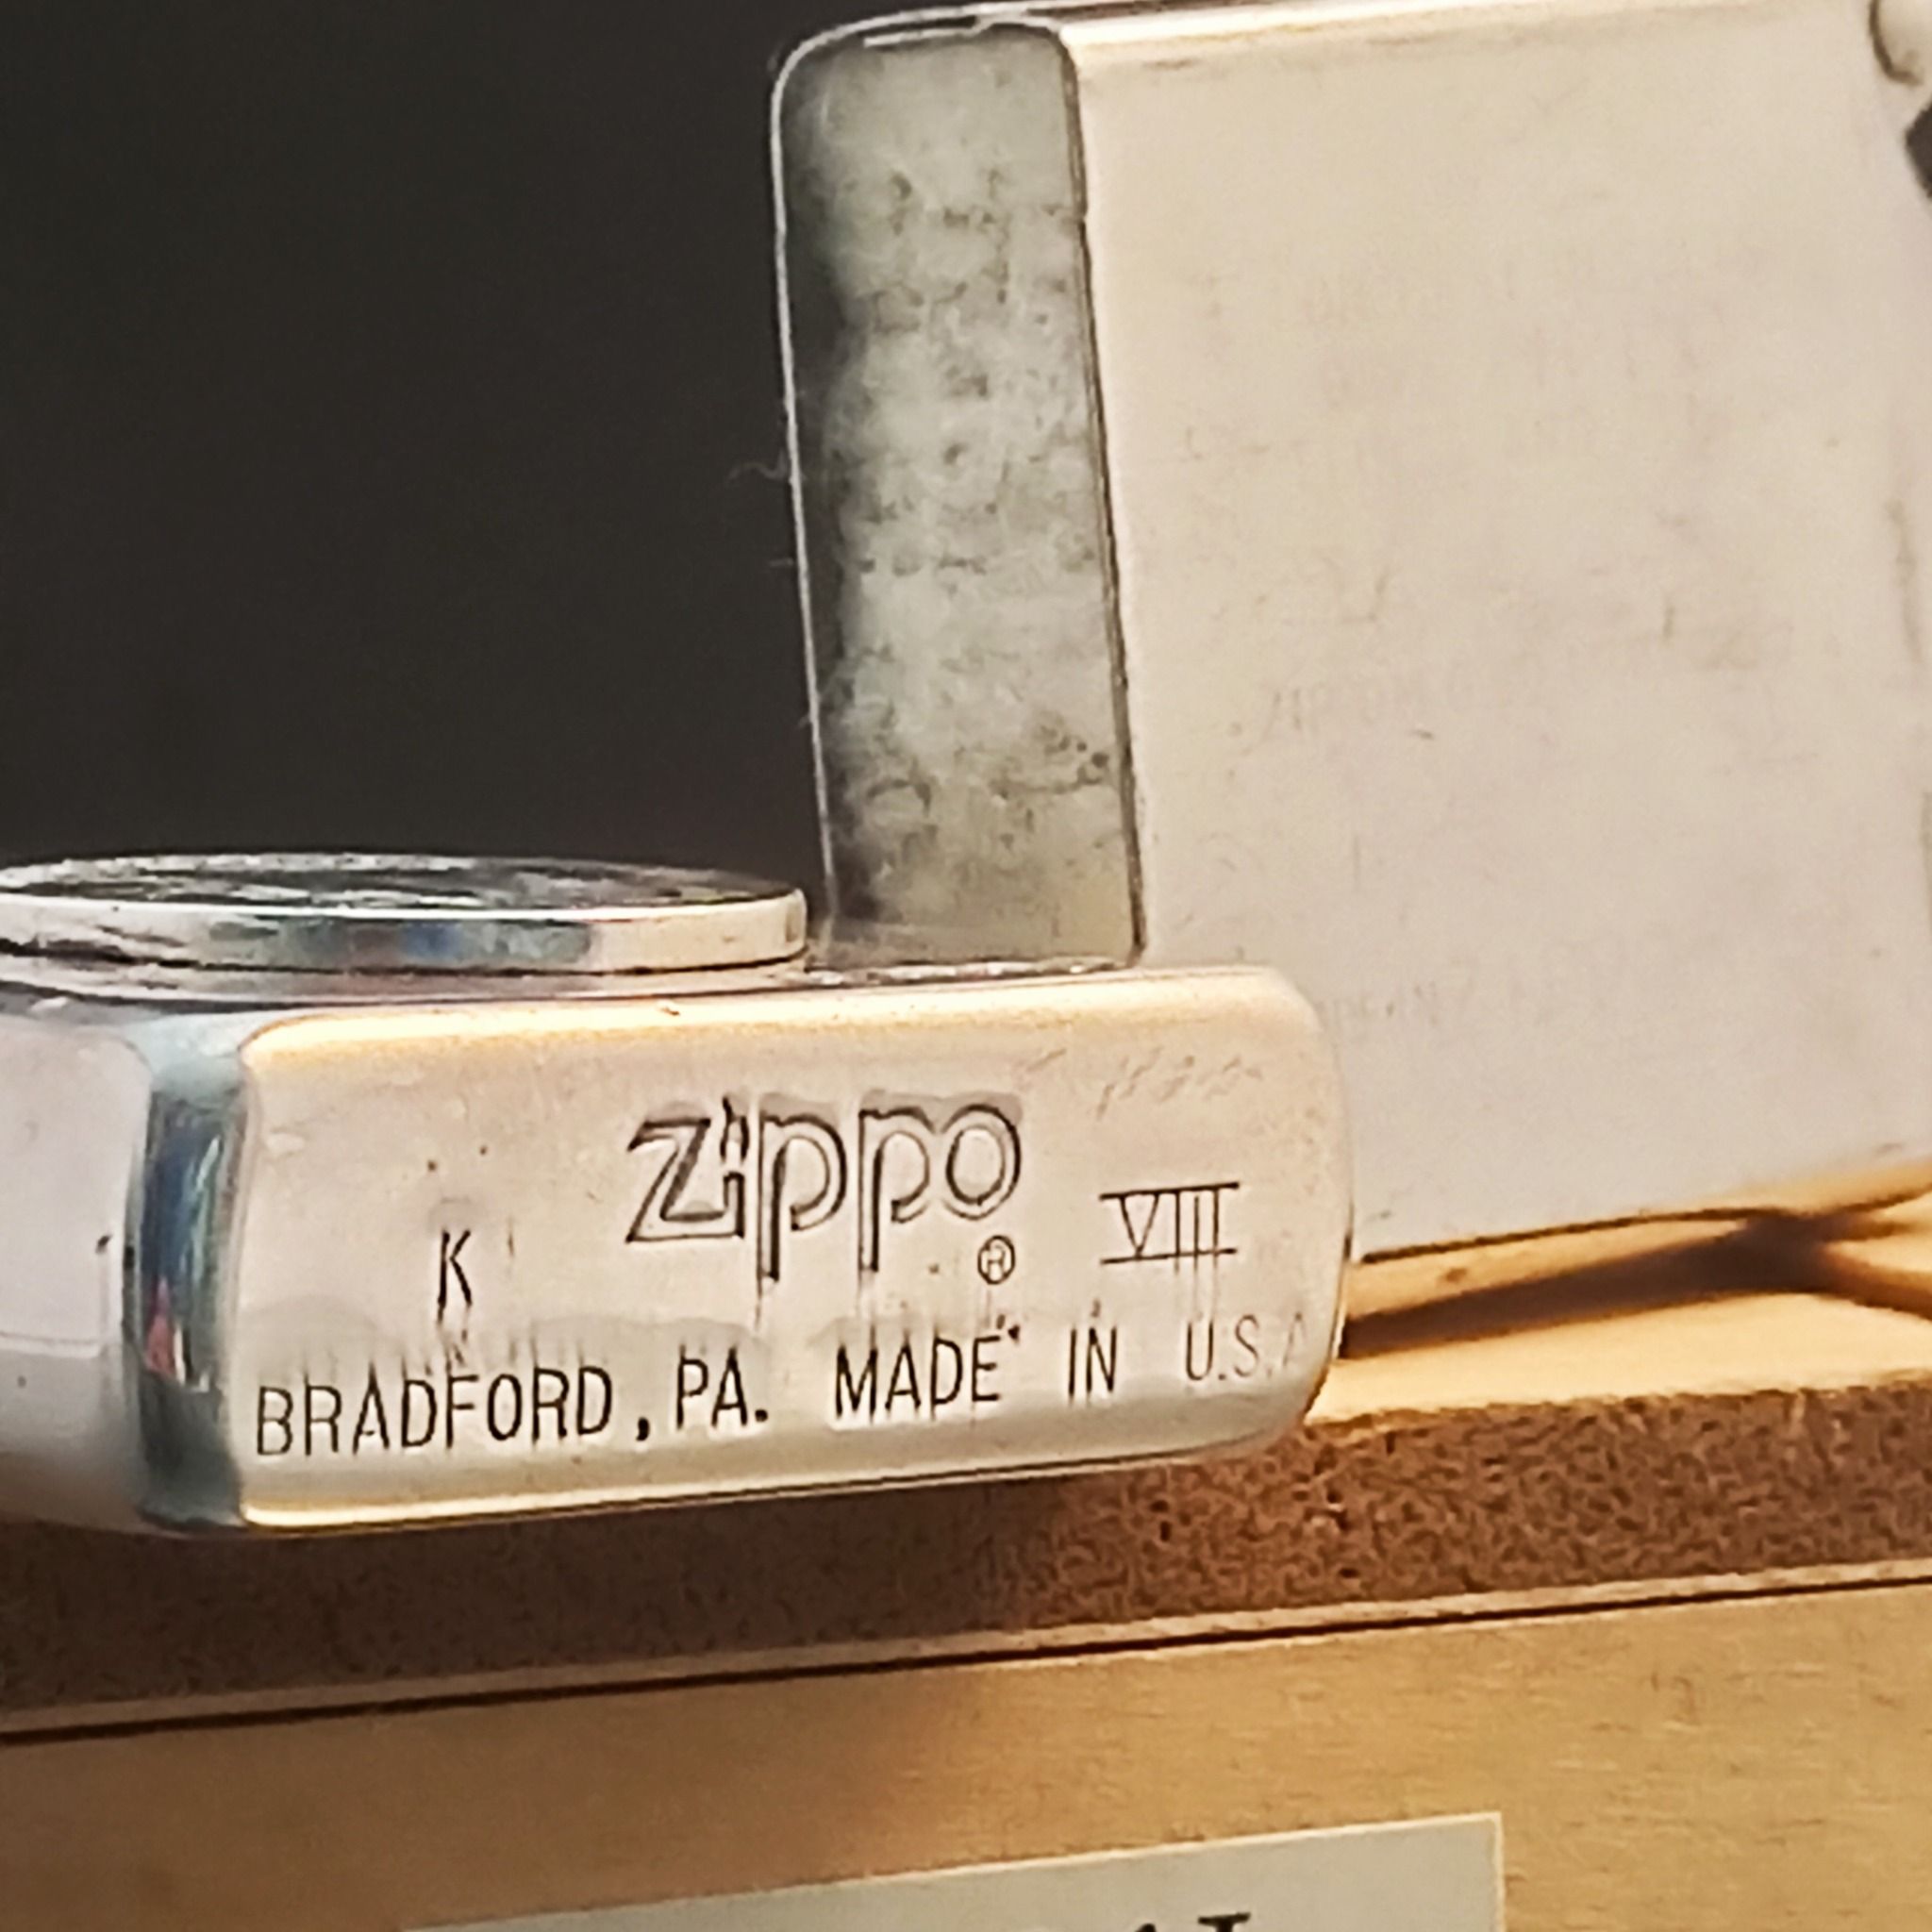 zippo
K ® VIII
BRADFORD, PA. MADE IN U.S.A